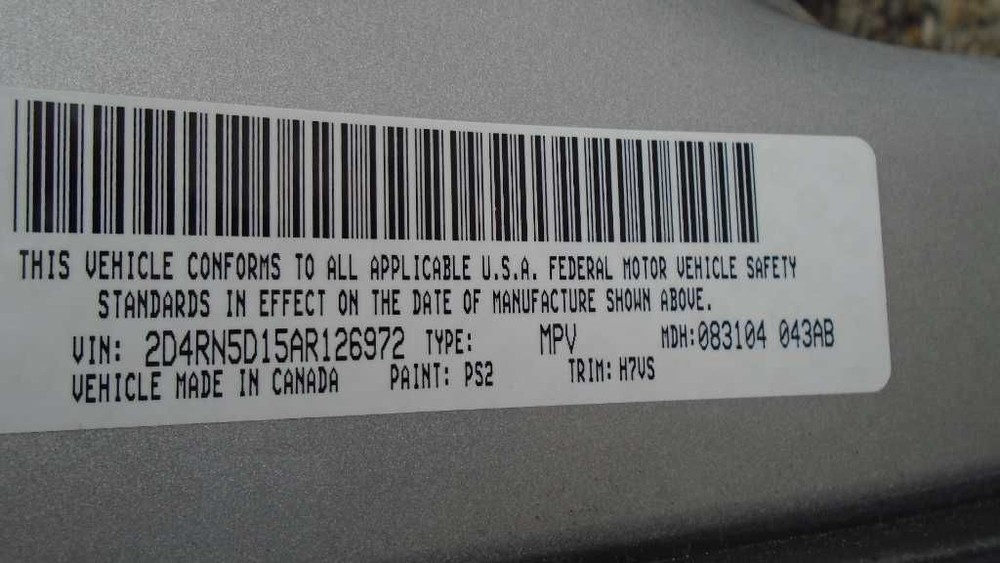 THIS VEHICLE CONFORMS TO ALL APPLICABLE U.S.A. FEDERAL MOTOR VEHICLE SAFETY
STANDARDS IN EFFECT ON THE DATE OF MANUFACTURE SHOWN ABOVE.
VIN: 2D4RN5D15AR126972 TYPE: MPV MDH:083104 043AB
VEHICLE MADE IN CANADA PAINT: PS2 TRIM: H7VS